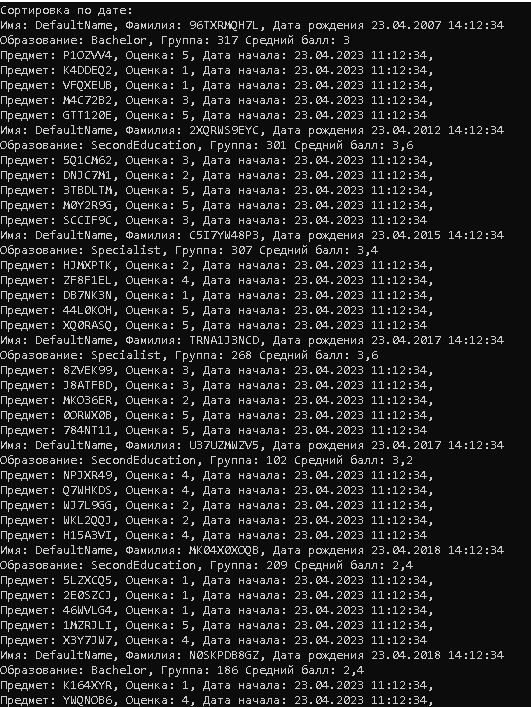 Сортировка по дате:
Имя: DefaultName, Фамилия: 96TXRMQH7L, Дата рождения 23.04.2007 14:12:34
Образование: Bachelor, Группа: 317 Средний балл: 3
Предмет: P1OZVV4, Оценка: 5, Дата начала: 23.04.2023 11:12:34,
Предмет: K4DDEQ2, Оценка: 1, Дата начала: 23.04.2023 11:12:34,
Предмет: VFQXEUB, Оценка: 1, Дата начала: 23.04.2023 11:12:34,
Предмет: M4C72B2, Оценка: 3, Дата начала: 23.04.2023 11:12:34,
Предмет: GTT120E, Оценка: 5, Дата начала: 23.04.2023 11:12:34
Имя: DefaultName, Фамилия: 2XQRWS9EYC, Дата рождения 23.04.2012 14:12:34
Образование: SecondEducation, Группа: 301 Средний балл: 3,6
Предмет: 5Q1CM62, Оценка: 3, Дата начала: 23.04.2023 11:12:34,
Предмет: DNJC7M1, Оценка: 2, Дата начала: 23.04.2023 11:12:34,
Предмет: 3TBDLTM, Оценка: 5, Дата начала: 23.04.2023 11:12:34,
Предмет: M0Y2R9G, Оценка: 5, Дата начала: 23.04.2023 11:12:34,
Предмет: SCCIF9C, Оценка: 3, Дата начала: 23.04.2023 11:12:34
Имя: DefaultName, Фамилия: C5I7YW48P3, Дата рождения 23.04.2015 14:12:34
Образование: Specialist, Группа: 307 Средний балл: 3,4
Предмет: HJMXPTK, Оценка: 2, Дата начала: 23.04.2023 11:12:34,
Предмет: ZF8F1EL, Оценка: 4, Дата начала: 23.04.2023 11:12:34,
Предмет: DB7NK3N, Оценка: 1, Дата начала: 23.04.2023 11:12:34,
Предмет: 44L0KOH, Оценка: 5, Дата начала: 23.04.2023 11:12:34,
Предмет: XQ0RASQ, Оценка: 5, Дата начала: 23.04.2023 11:12:34
Имя: DefaultName, Фамилия: TRNA1J3NCD, Дата рождения 23.04.2017 14:12:34
Образование: Specialist, Группа: 268 Средний балл: 3,6
Предмет: 8ZVEK99, Оценка: 3, Дата начала: 23.04.2023 11:12:34,
Предмет: J8ATFBD, Оценка: 3, Дата начала: 23.04.2023 11:12:34,
Предмет: MKO36ER, Оценка: 2, Дата начала: 23.04.2023 11:12:34,
Предмет: 0ORWX0B, Оценка: 5, Дата начала: 23.04.2023 11:12:34,
Предмет: 784NT11, Оценка: 5, Дата начала: 23.04.2023 11:12:34
Имя: DefaultName, Фамилия: U37UZMWZV5, Дата рождения 23.04.2017 14:12:34
Образование: SecondEducation, Группа: 102 Средний балл: 3,2
Предмет: NPJXR49, Оценка: 4, Дата начала: 23.04.2023 11:12:34,
Предмет: Q7WHKDS, Оценка: 4, Дата начала: 23.04.2023 11:12:34,
Предмет: WJ7L9GG, Оценка: 2, Дата начала: 23.04.2023 11:12:34,
Предмет: WKL2QQJ, Оценка: 2, Дата начала: 23.04.2023 11:12:34,
Предмет: H15A3VI, Оценка: 4, Дата начала: 23.04.2023 11:12:34
Имя: DefaultName, Фамилия: MK04X0XOQB, Дата рождения 23.04.2018 14:12:34
Образование: SecondEducation, Группа: 209 Средний балл: 2,4
Предмет: 5LZXCQ5, Оценка: 1, Дата начала: 23.04.2023 11:12:34,
Предмет: 2E0SZCJ, Оценка: 1, Дата начала: 23.04.2023 11:12:34,
Предмет: 46WVLG4, Оценка: 1, Дата начала: 23.04.2023 11:12:34,
Предмет: 1MZRJLI, Оценка: 5, Дата начала: 23.04.2023 11:12:34,
Предмет: X3Y7JW7, Оценка: 4, Дата начала: 23.04.2023 11:12:34
Имя: DefaultName, Фамилия: N0SKPDB8GZ, Дата рождения 23.04.2018 14:12:34
Образование: Bachelor, Группа: 186 Средний балл: 2,4
Предмет: K164XYR, Оценка: 1, Дата начала: 23.04.2023 11:12:34,
Предмет: YWQNOB6, Оценка: 4, Дата начала: 23.04.2023 11:12:34,